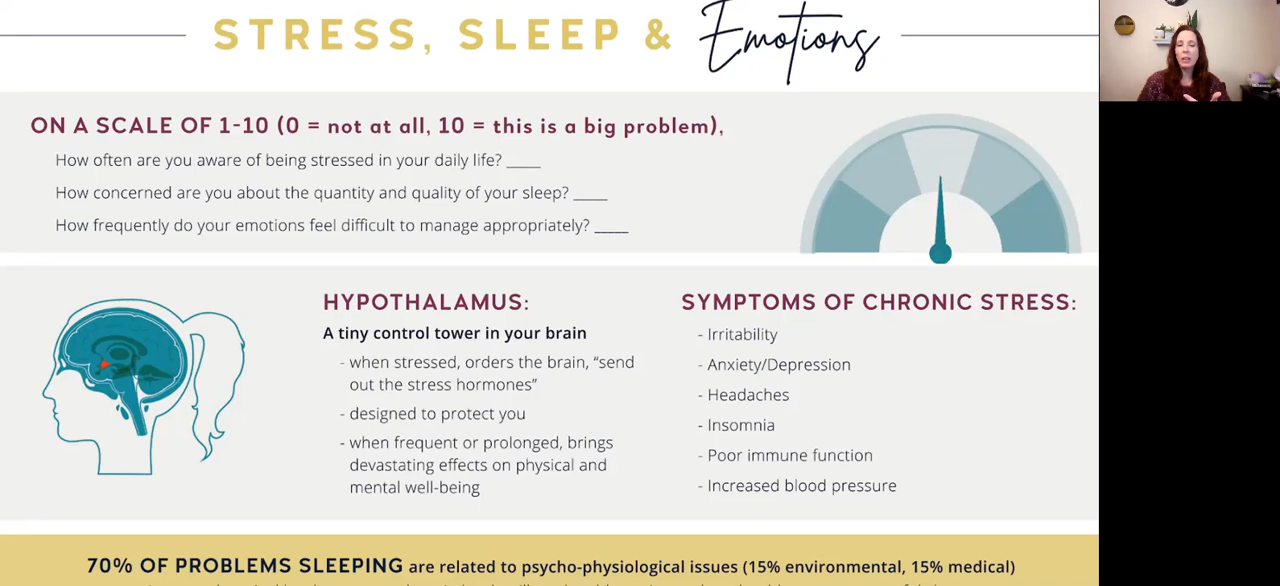 STRESS, SLEEP & Emotions
ON A SCALE OF 1-10 (0 = not at all, 10 = this is a big problem),
How often are you aware of being stressed in your daily life? _____
How concerned are you about the quantity and quality of your sleep? _____
How frequently do your emotions feel difficult to manage appropriately? _____
HYPOTHALAMUS:
A tiny control tower in your brain
- when stressed, orders the brain, “send
out the stress hormones”
- designed to protect you
- when frequent or prolonged, brings
devastating effects on physical and
mental well-being
SYMPTOMS OF CHRONIC STRESS:
- Irritability
- Anxiety/Depression
- Headaches
- Insomnia
- Poor immune function
- Increased blood pressure
70% OF PROBLEMS SLEEPING are related to psycho-physiological issues (15% environmental, 15% medical)